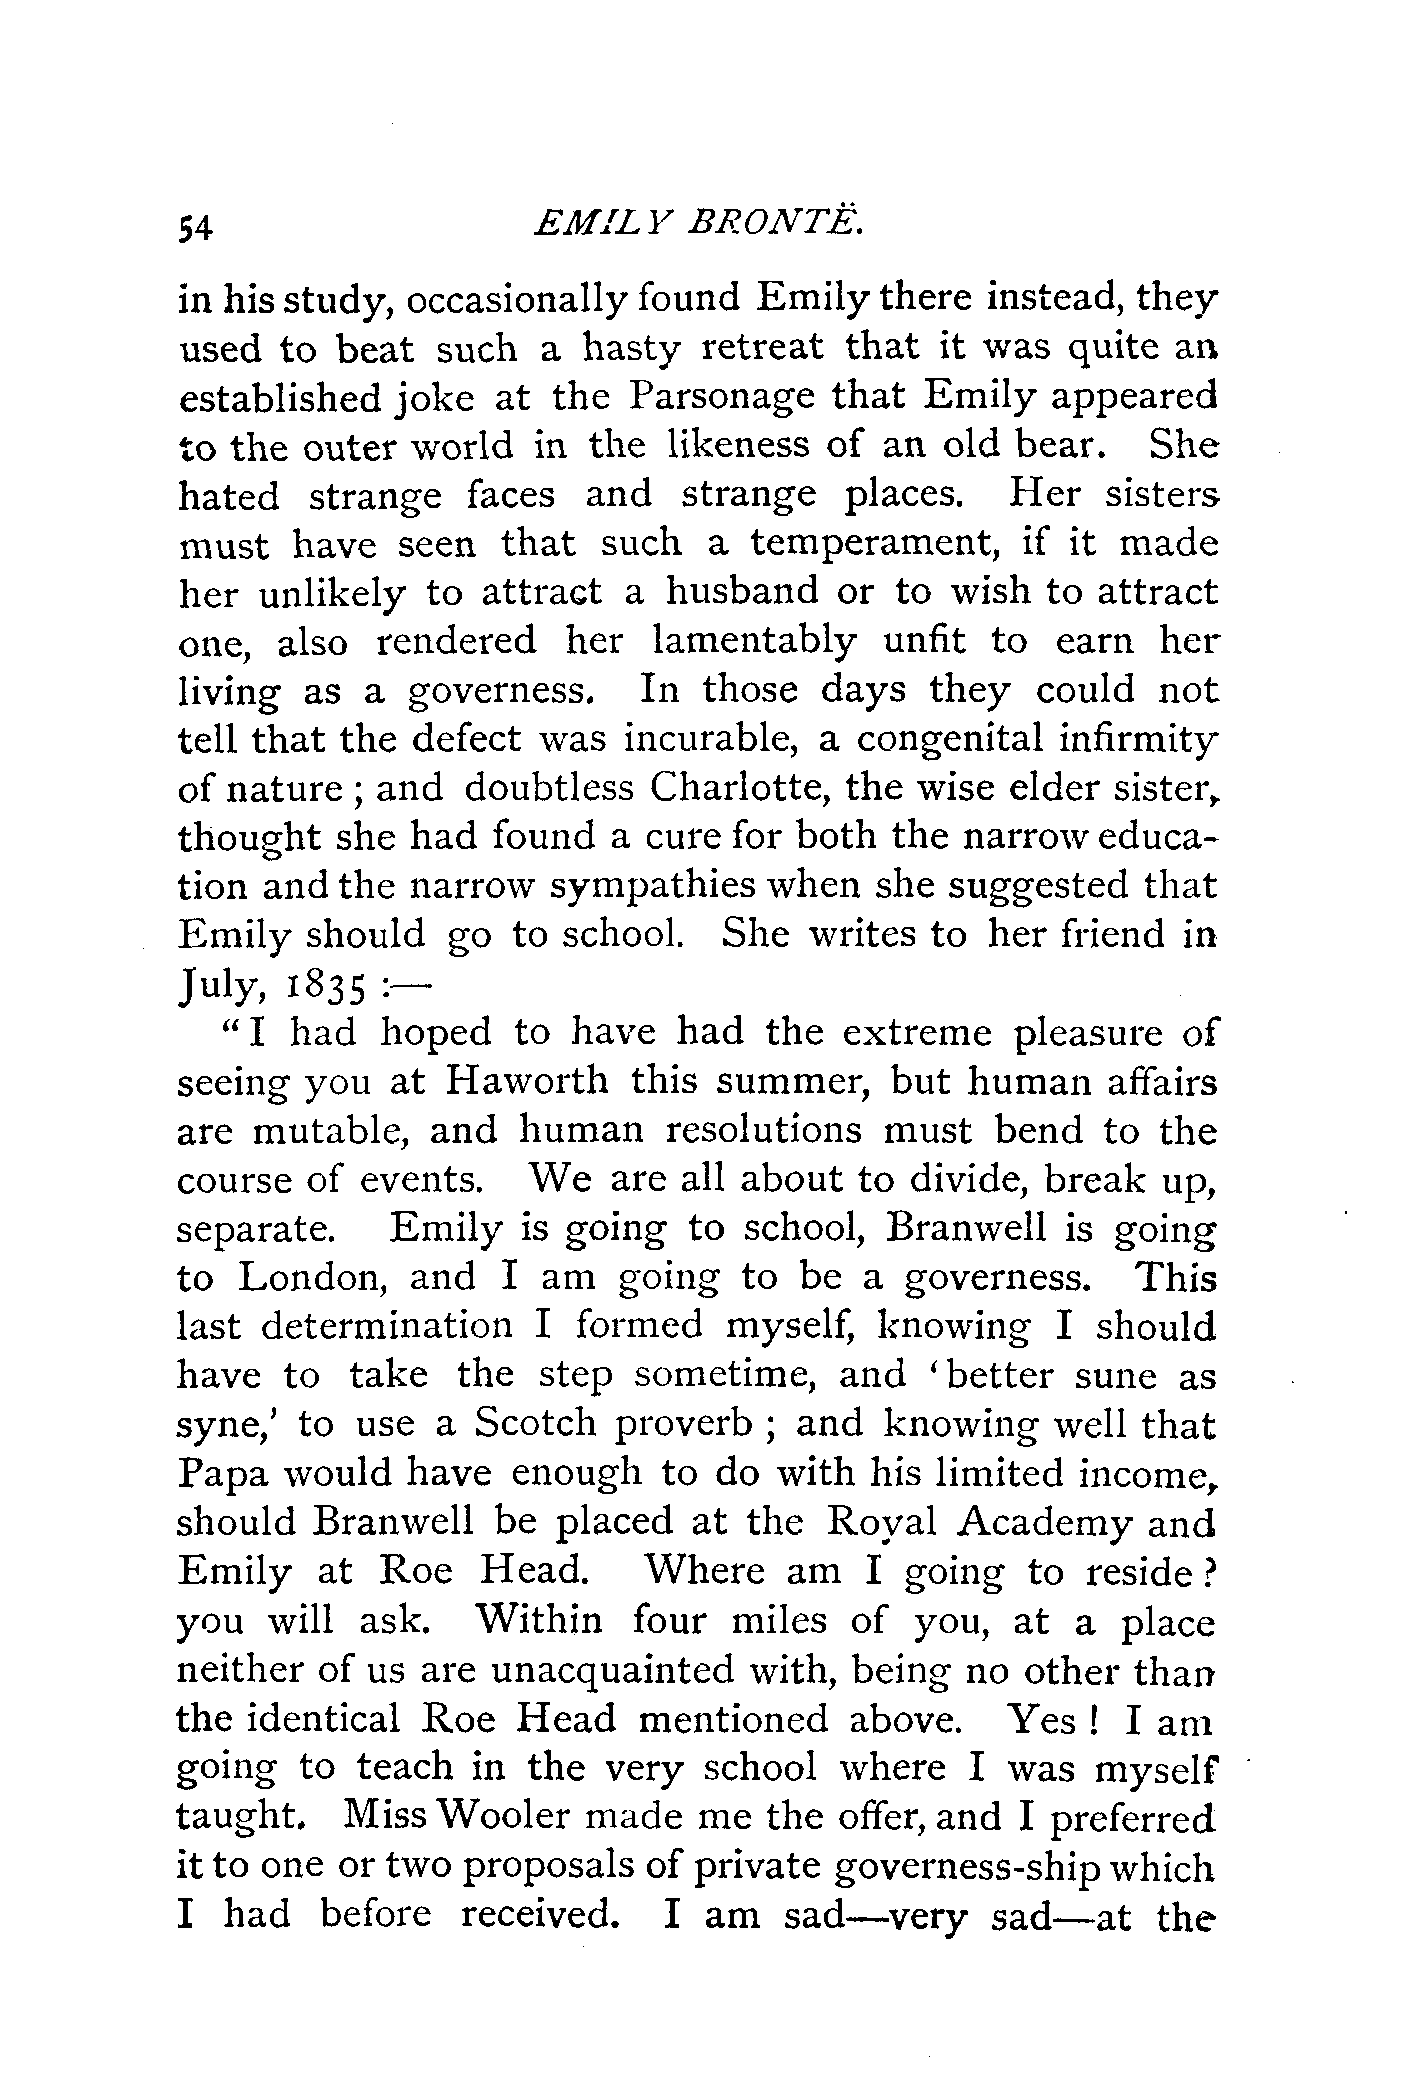 54 EMILY BRONTË.
in his study, occasionally found Emily there instead, they
used to beat such a hasty retreat that it was quite an
established joke at the Parsonage that Emily appeared
to the outer world in the likeness of an old bear. She
hated strange faces and strange places. Her sisters
must have seen that such a temperament, if it made
her unlikely to attract a husband or to wish to attract
one, also rendered her lamentably unfit to earn her
living as a governess. In those days they could not
tell that the defect was incurable, a congenital infirmity
of nature ; and doubtless Charlotte, the wise elder sister,
thought she had found a cure for both the narrow educa-
tion and the narrow sympathies when she suggested that
Emily should go to school. She writes to her friend in
July, 1835 :—
“ I had hoped to have had the extreme pleasure of
seeing you at Haworth this summer, but human affairs
are mutable, and human resolutions must bend to the
course of events. We are all about to divide, break up,
separate. Emily is going to school, Branwell is going
to London, and I am going to be a governess. This
last determination I formed myself, knowing I should
have to take the step sometime, and ‘ better sune as
syne,’ to use a Scotch proverb ; and knowing well that
Papa would have enough to do with his limited income,
should Branwell be placed at the Royal Academy and
Emily at Roe Head. Where am I going to reside ?
you will ask. Within four miles of you, at a place
neither of us are unacquainted with, being no other than
the identical Roe Head mentioned above. Yes ! I am
going to teach in the very school where I was myself
taught. Miss Wooler made me the offer, and I preferred
it to one or two proposals of private governess-ship which
I had before received. I am sad—very sad—at the